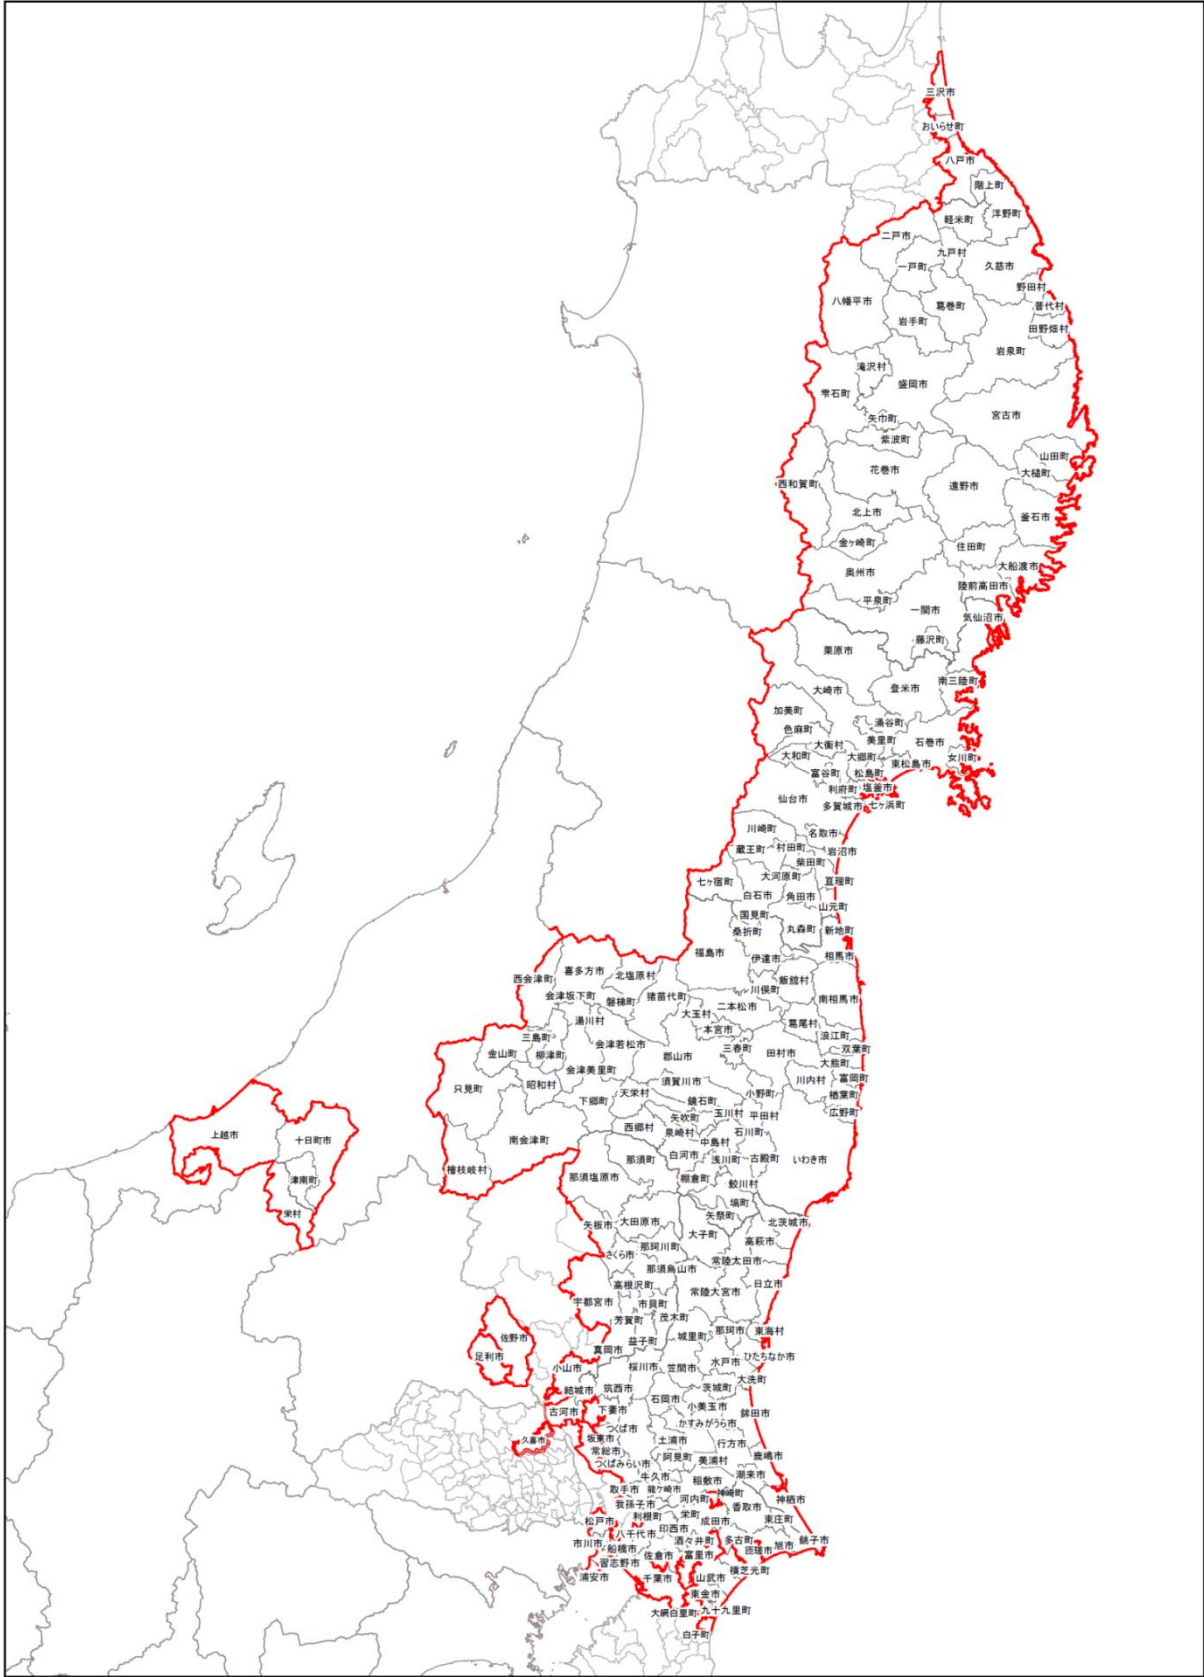 三沢市
おいらせ町
八戸市
階上町
軽米町
洋野町
二戸市
九戸村
一戸町
久慈市
野田村
八幡平市
葛巻町
普代村
岩手町
田野畑村
岩泉町
滝沢村
盛岡市
雫石町
宮古市
矢巾町
紫波町
山田町
花巻市
大槌町
西和賀町
遠野市
北上市
釜石市
金ヶ崎町
住田町
大船渡市
奥州市
陸前高田市
平泉町
一関市
気仙沼市
藤沢町
栗原市
南三陸町
大崎市
登米市
加美町
涌谷町
色麻町
美里町
石巻市
大衡村
大和町
大郷町
女川町
東松島市
富谷町
松島町
利府町
塩釜市
仙台市
多賀城市
七ヶ浜町
川崎町
名取市
蔵王町
村田町
岩沼市
柴田町
大河原町
七ヶ宿町
亘理町
白石市
角田市
山元町
国見町
桑折町
丸森町
新地町
福島市
相馬市
伊達市
喜多方市
北塩原村
西会津町
飯舘村
川俣町
会津坂下町
磐梯町
猪苗代町
南相馬市
二本松市
大玉村
湯川村
葛尾村
本宮市
浪江町
三島町
会津若松市
三春町
双葉町
金山町
柳津町
郡山市
田村市
大熊町
会津美里町
富岡町
只見町
昭和村
須賀川市
川内村
天栄村
小野町
楢葉町
下郷町
鏡石町
広野町
矢吹町
玉川村
平田村
西郷村
泉崎村
石川町
上越市
十日町市
南会津町
中島村
白河市
那須町
浅川町
古殿町
いわき市
檜枝岐村
那須塩原市
棚倉町
鮫川村
津南町
塙町
栄村
矢祭町
矢板市
大田原市
北茨城市
大子町
高萩市
那珂川町
さくら市
常陸太田市
那須烏山市
高根沢町
日立市
常陸大宮市
宇都宮市
市貝町
芳賀町
茂木町
佐野市
城里町
那珂市
東海村
益子町
真岡市
足利市
ひたちなか市
小山市
桜川市
笠間市
水戸市
大洗町
結城市
筑西市
茨城町
石岡市
古河市
下妻市
小美玉市
鉾田市
かすみがうら市
つくば市
久喜市
坂東市
土浦市
行方市
常総市
阿見町
鹿嶋市
美浦村
つくばみらい市
牛久市
稲敷市
潮来市
取手市
龍ケ崎市
神崎町
河内町
神栖市
我孫子市
香取市
利根町
栄町
東庄町
松戸市
印西市
成田市
八千代市
市川市
酒々井町
多古町
銚子市
船橋市
旭市
匝瑳市
佐倉市
富里市
習志野市
横芝光町
浦安市
千葉市
山武市
東金市
大網白里町
九十九里町
白子町